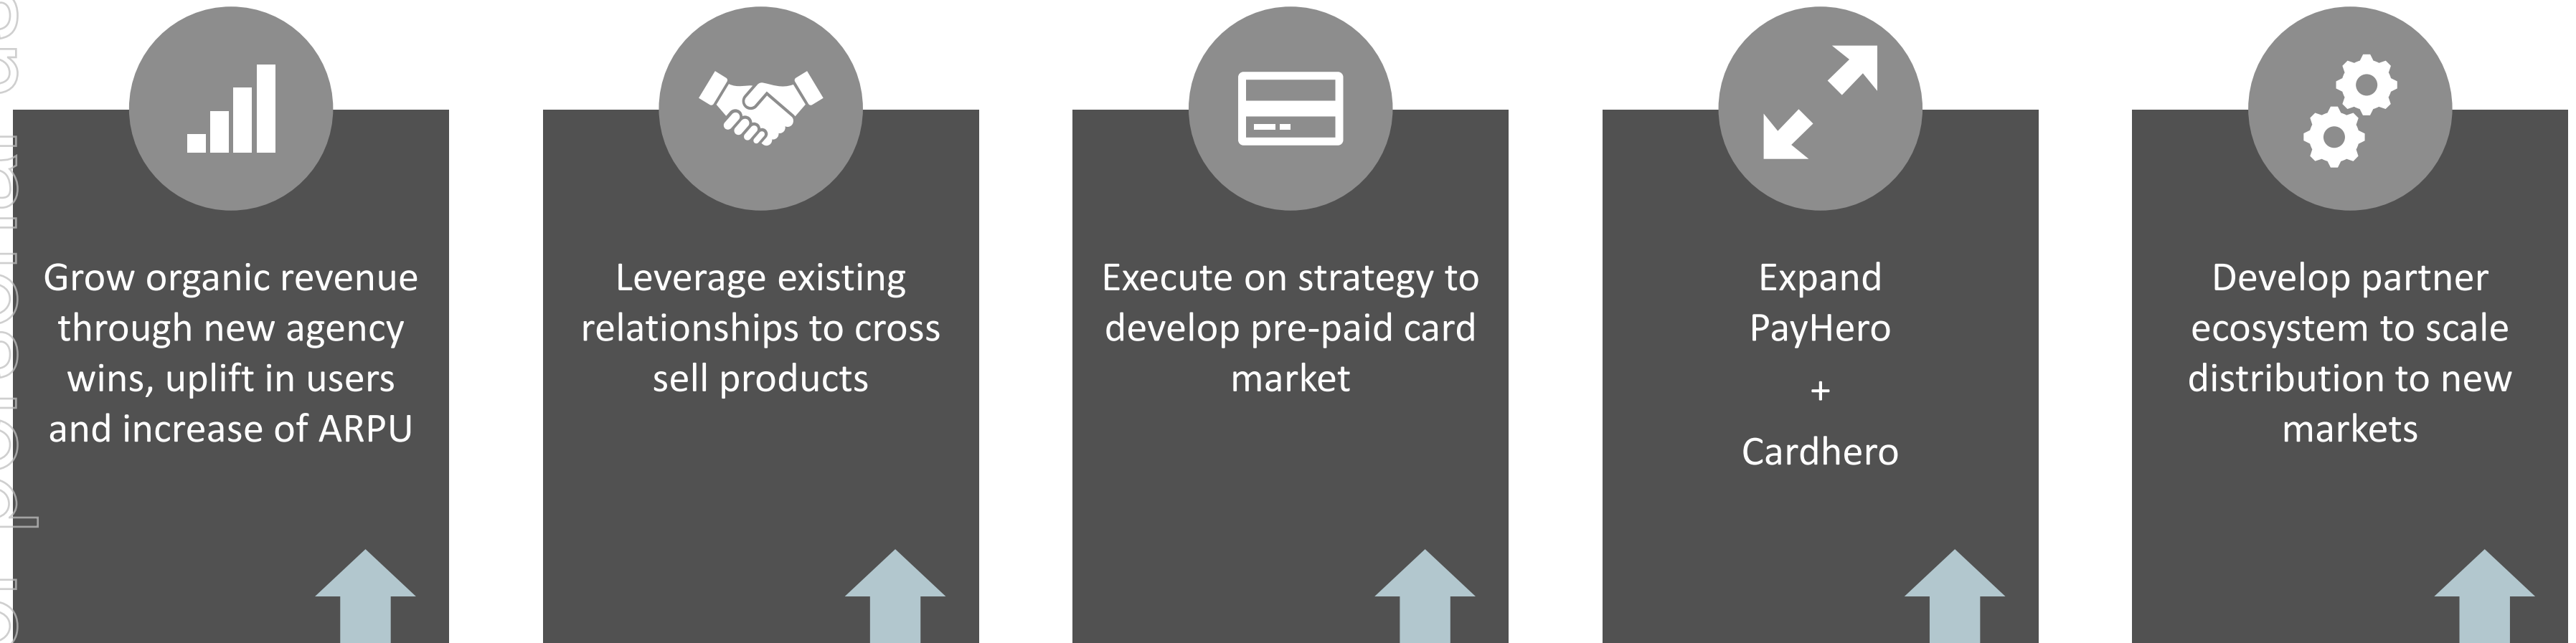 Grow organic revenue
through new agency
wins, uplift in users
and increase of ARPU
Leverage existing
relationships to cross
sell products
Execute on strategy to
develop pre-paid card
market
Expand
PayHero
+
Cardhero
Develop partner
ecosystem to scale
distribution to new
markets